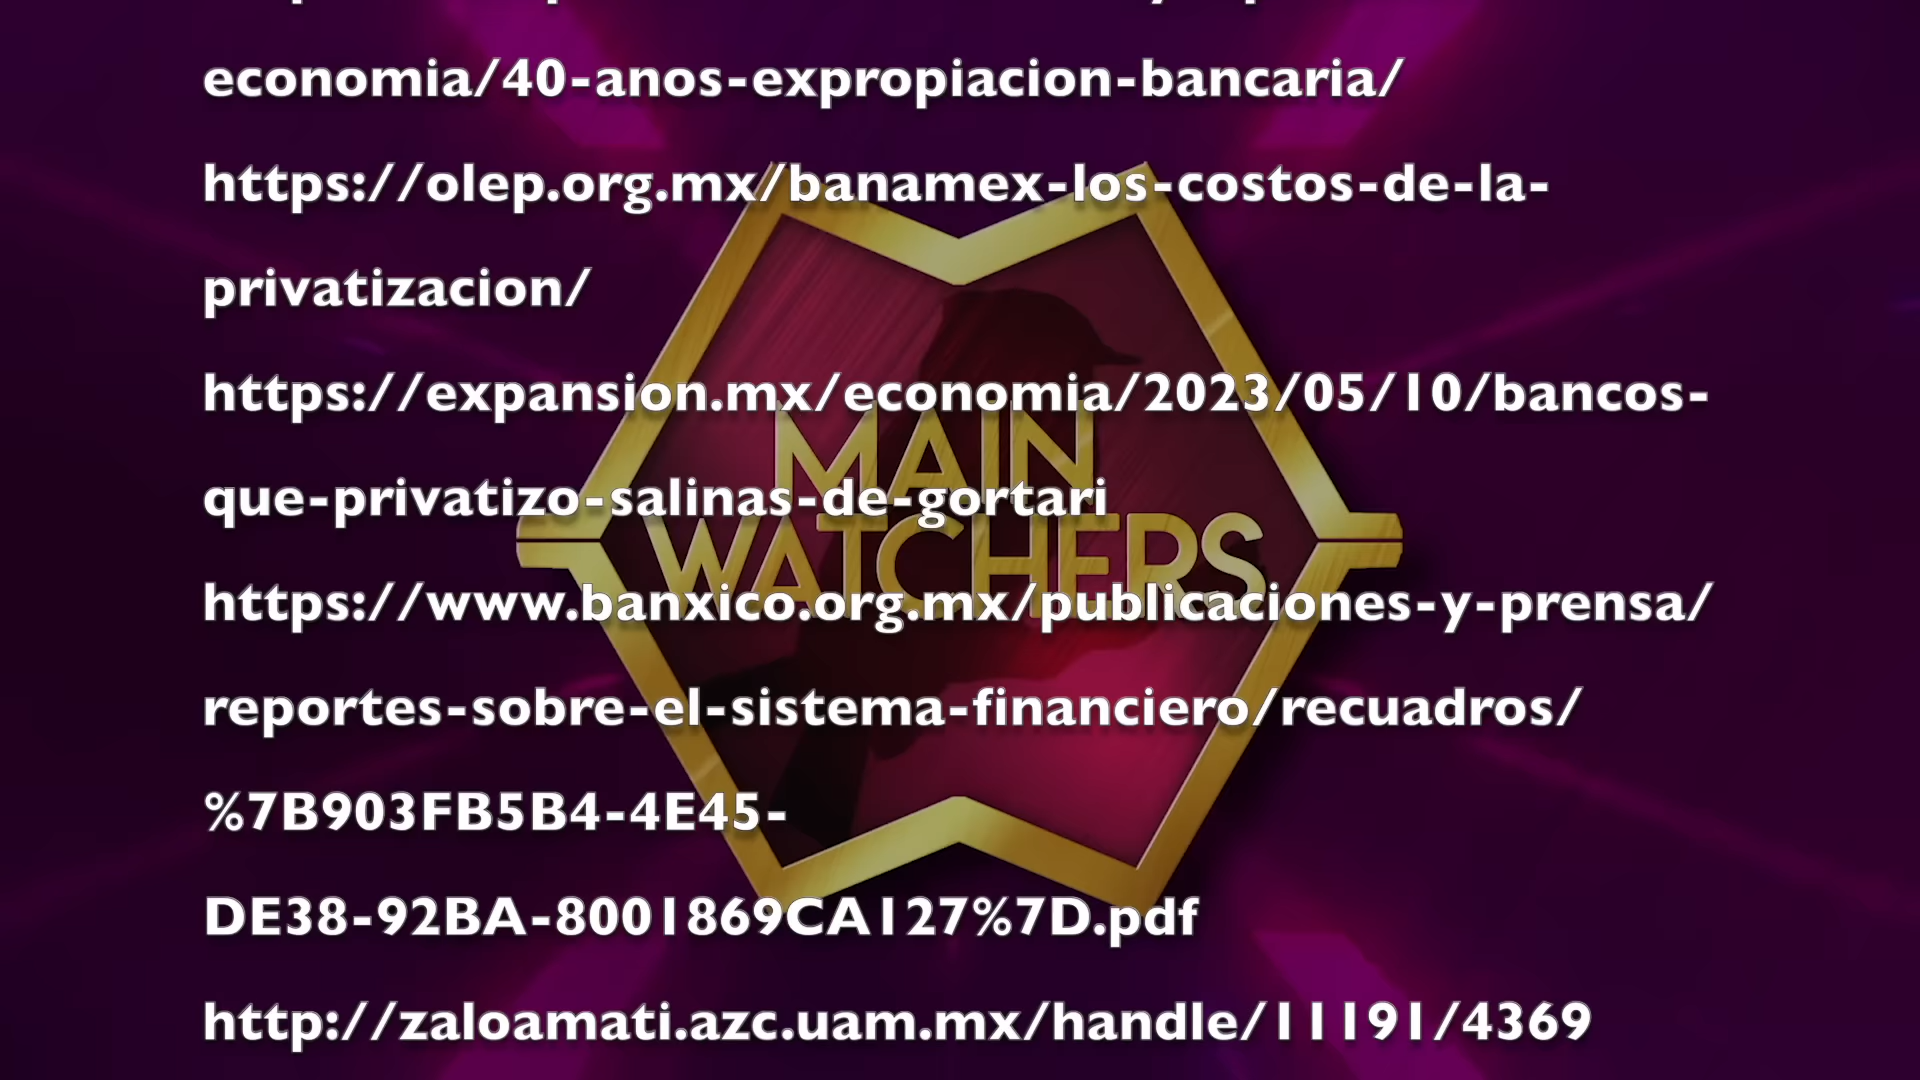 economia/40-anos-expropiacion-bancaria/
https://olep.org.mx/banamex-los-costos-de-la-
privatizacion/
https://expansion.mx/economia/2023/05/10/bancos-
que-privatizo-salinas-de-gortari
MAIN
WATCHERS
https://www.banxico.org.mx/publicaciones-y-prensa/
reportes-sobre-el-sistema-financiero/recuadros/
%7B903FB5B4-4E45-
DE38-92BA-8001869CA127%7D.pdf
http://zaloamati.azc.uam.mx/handle/11191/4369